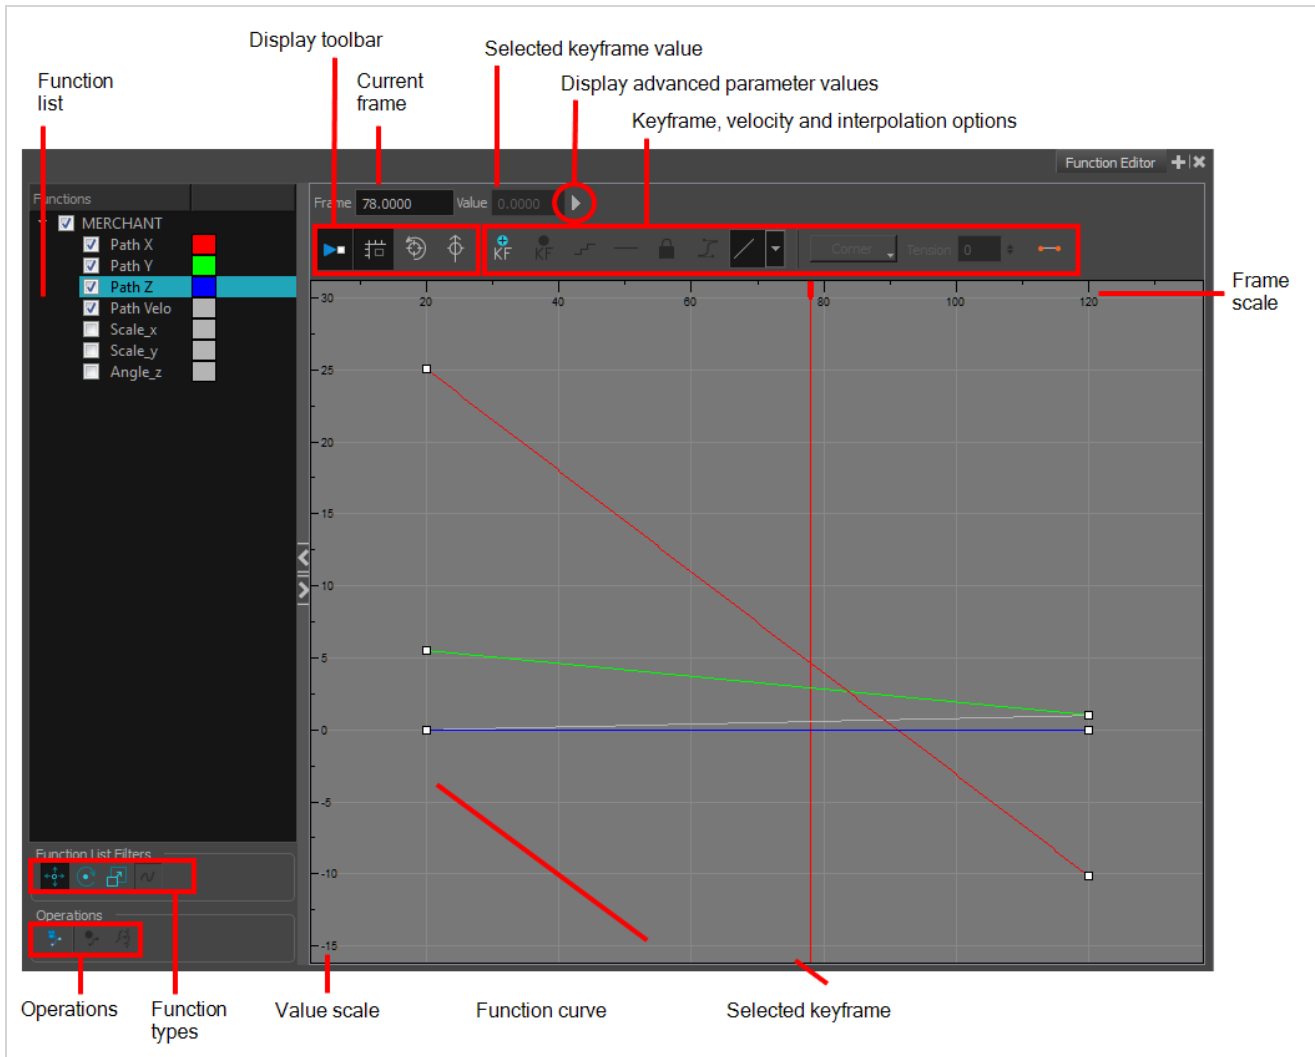 Display toolbar
Selected keyframe value
Function
list
Current
frame
Display advanced parameter values
Keyframe, velocity and interpolation options
Function Editor
Functions
Frame 78.0000 Value 0.0000
MERCHANT
Path X
Path Y
Path Z
Path Velo
Scale_x
Scale_y
Angle_z
KF KF Corner Tension 0
Frame
scale
20 40 60 80 100 120
30
25
20
15
10
5
0
-5
-10
-15
Function List Filters
Operations
Operations
Function
types
Value scale
Function curve
Selected keyframe